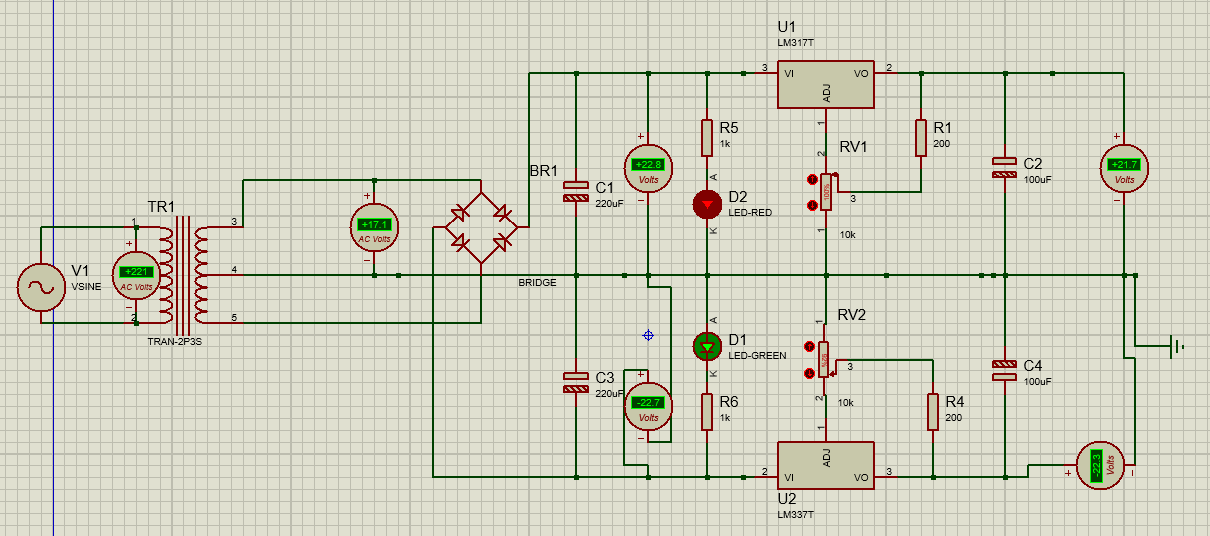 U1
LM317T
3
VI
VO
2
ADJ
1
R5
1k
+
+22.8
Volts
R1
200
RV1
2
100%
3
1
10k
C2
100uF
+
+21.7
Volts
BR1
C1
220uF
A
D2
LED-RED
K
TR1
3
+
+17.1
AC Volts
1
+
+221
AC Volts
V1
VSINE
4
BRIDGE
2
5
TRAN-2P3S
A
D1
LED-GREEN
K
RV2
1
3
2
10k
C3
220uF
+
-22.7
Volts
R6
1k
R4
200
C4
100uF
1
ADJ
2
VI
VO
3
U2
LM337T
+
-22.3
Volts